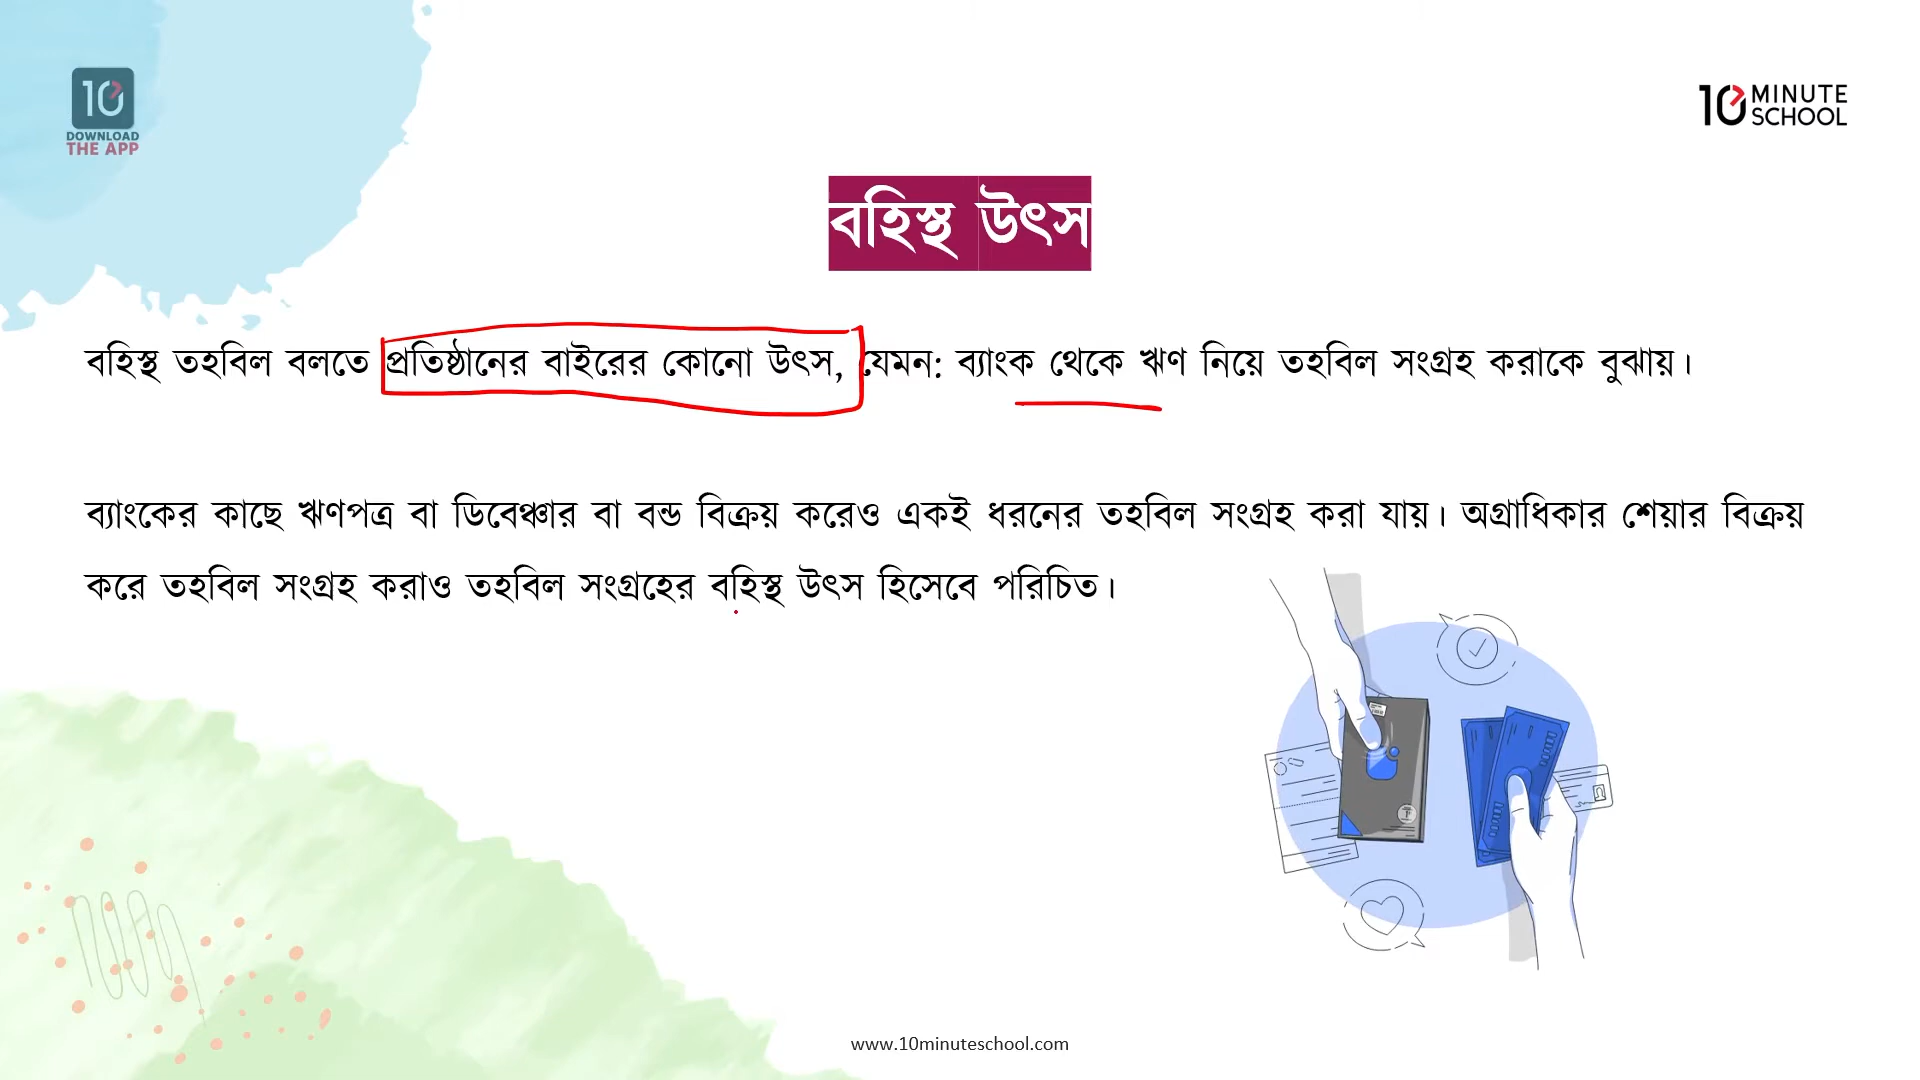 10
DOWNLOAD
THE APP
10 MINUTE
SCHOOL
বহিস্থ উৎস
বহিস্থ তহবিল বলতে প্রতিষ্ঠানের বাইরের কোনো উৎস, যেমন: ব্যাংক থেকে ঋণ নিয়ে তহবিল সংগ্রহ করাকে বুঝায়।
ব্যাংকের কাছে ঋণপত্র বা ডিবেঞ্চার বা বন্ড বিক্রয় করেও একই ধরনের তহবিল সংগ্রহ করা যায়। অগ্রাধিকার শেয়ার বিক্রয়
করে তহবিল সংগ্রহ করাও তহবিল সংগ্রহের বহিস্থ উৎস হিসেবে পরিচিত।
www.10minuteschool.com